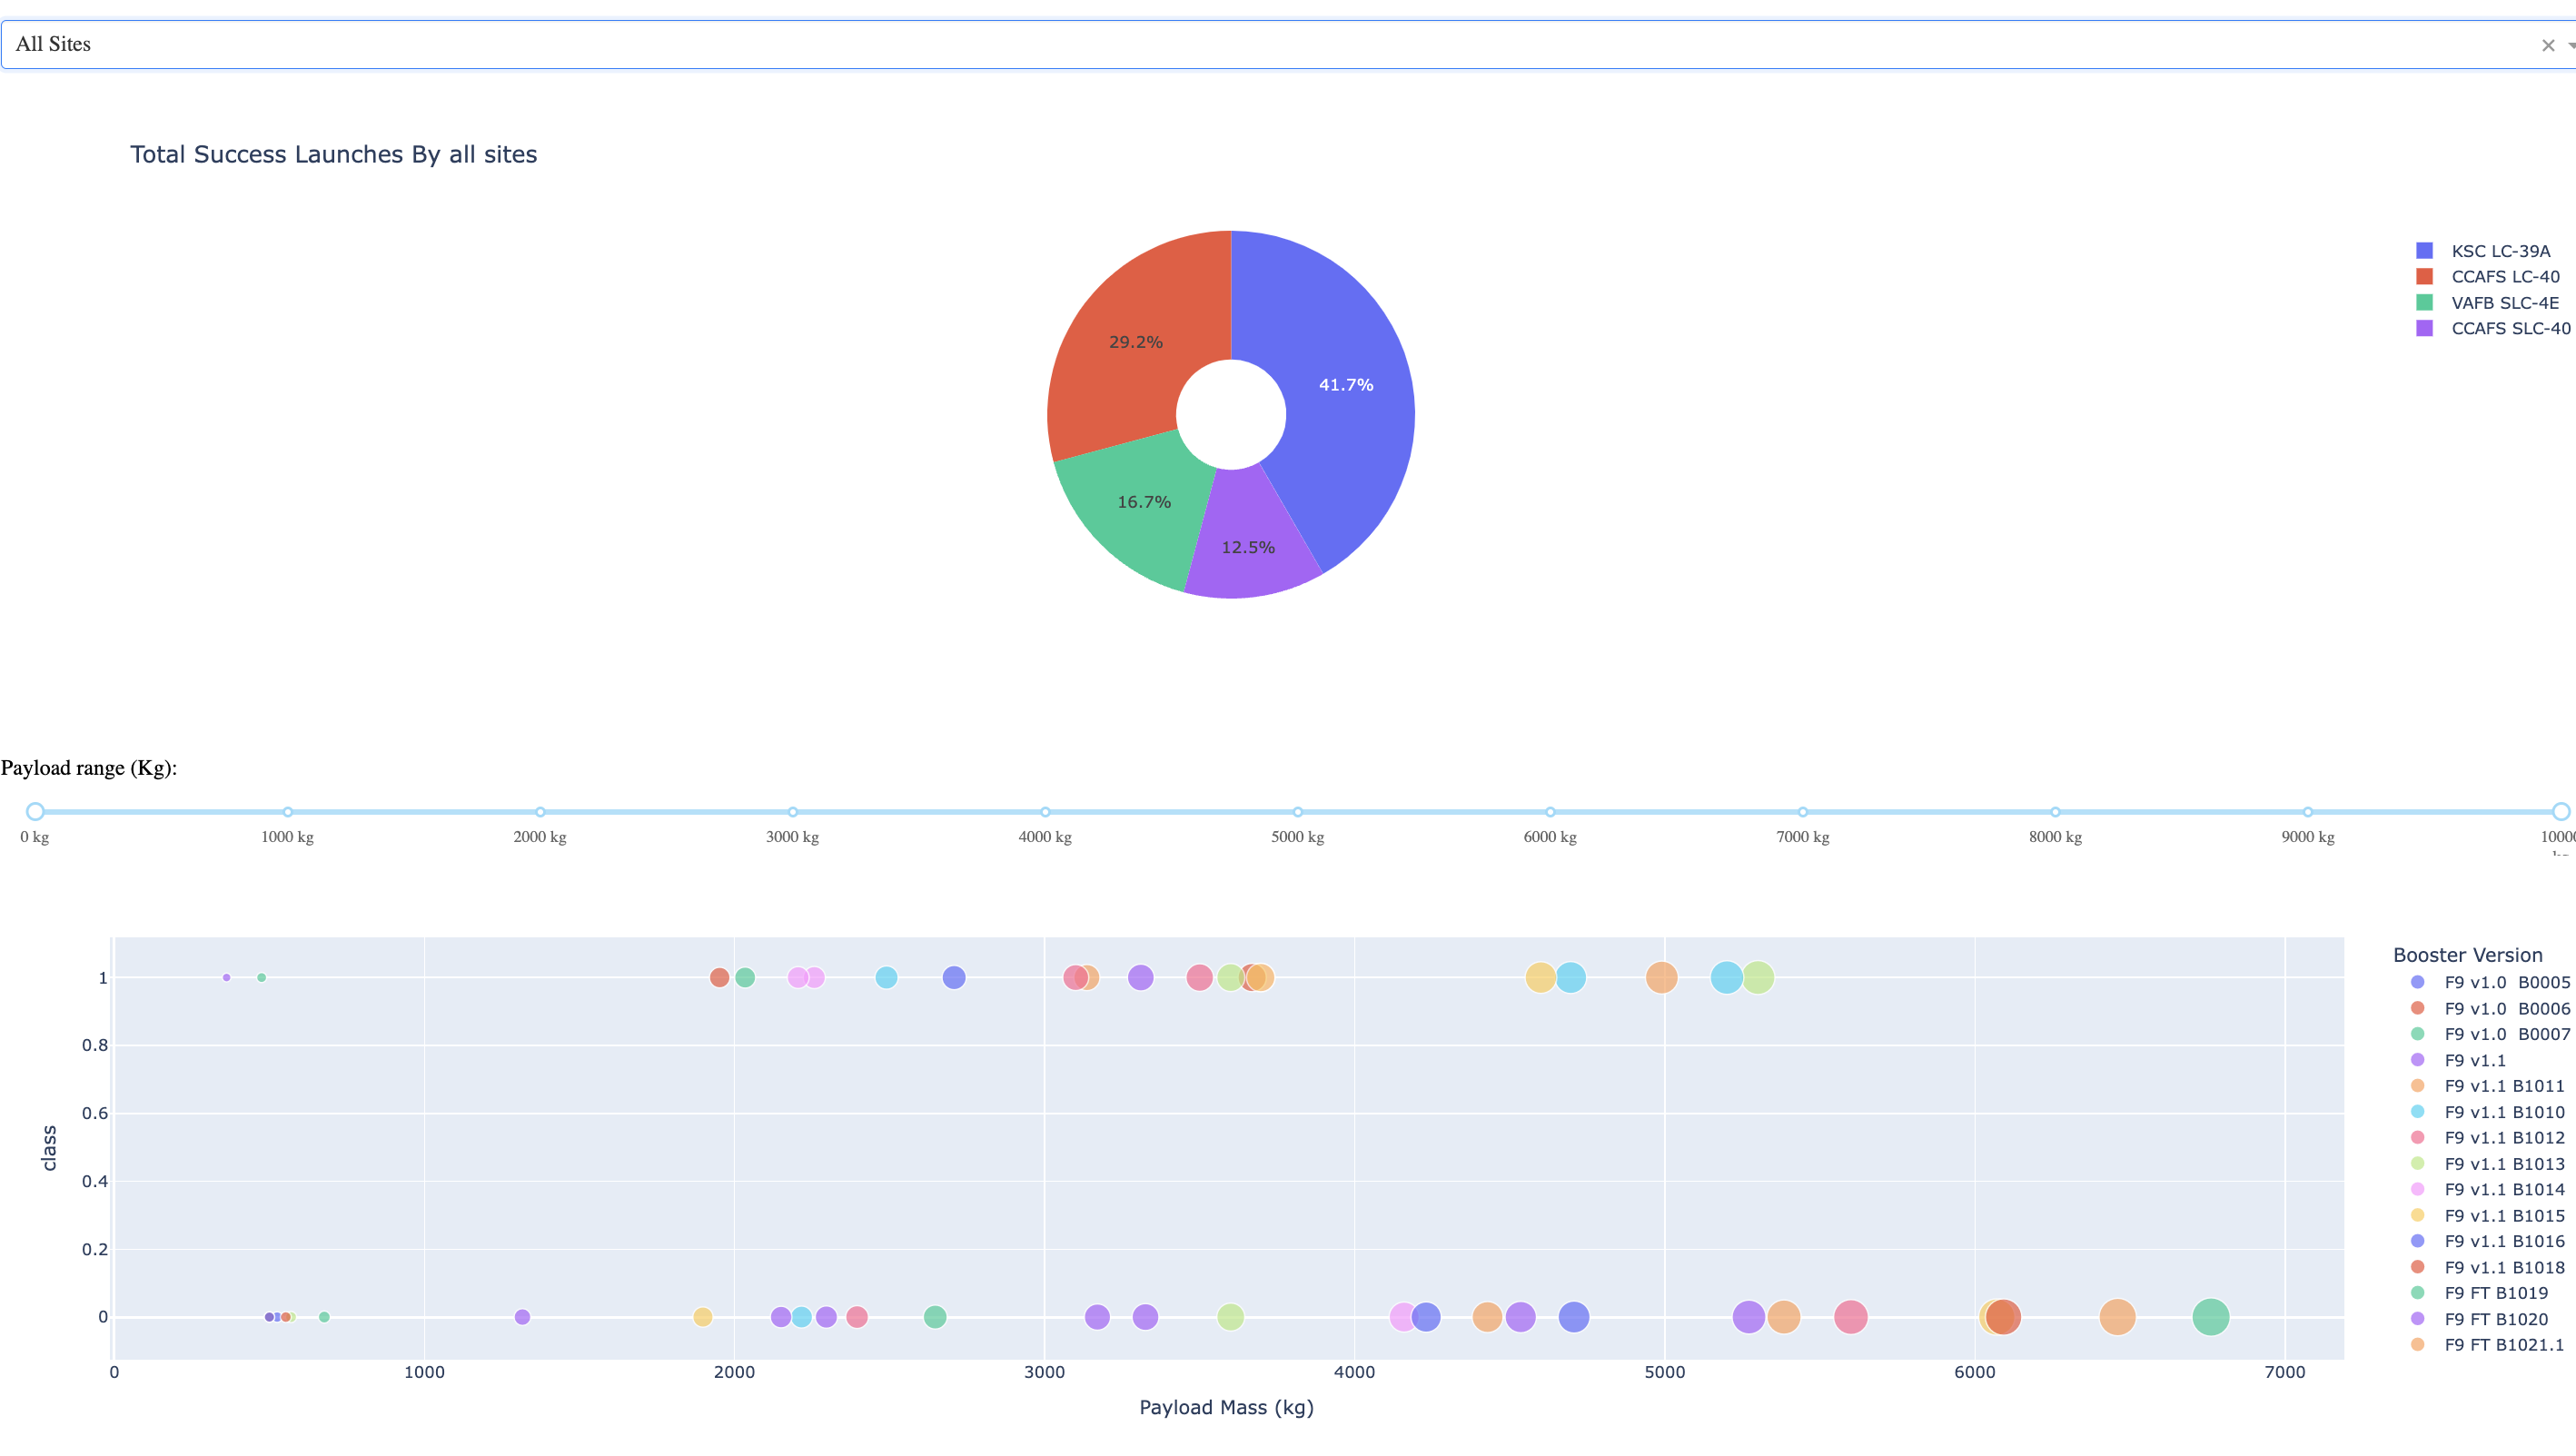 All Sites
Total Success Launches By all sites
29.2%
41.7%
16.7%
12.5%
KSC LC-39A
CCAFS LC-40
VAFB SLC-4E
CCAFS SLC-40
Payload range (Kg):
0 kg 1000 kg 2000 kg 3000 kg 4000 kg 5000 kg 6000 kg 7000 kg 8000 kg 9000 kg 10000
Booster Version
F9 v1.0  B0005
F9 v1.0  B0006
F9 v1.0  B0007
F9 v1.1
F9 v1.1 B1011
F9 v1.1 B1010
F9 v1.1 B1012
F9 v1.1 B1013
F9 v1.1 B1014
F9 v1.1 B1015
F9 v1.1 B1016
F9 v1.1 B1018
F9 FT B1019
F9 FT B1020
F9 FT B1021.1
1
0.8
0.6
0.4
0.2
0
class
0 1000 2000 3000 4000 5000 6000 7000
Payload Mass (kg)